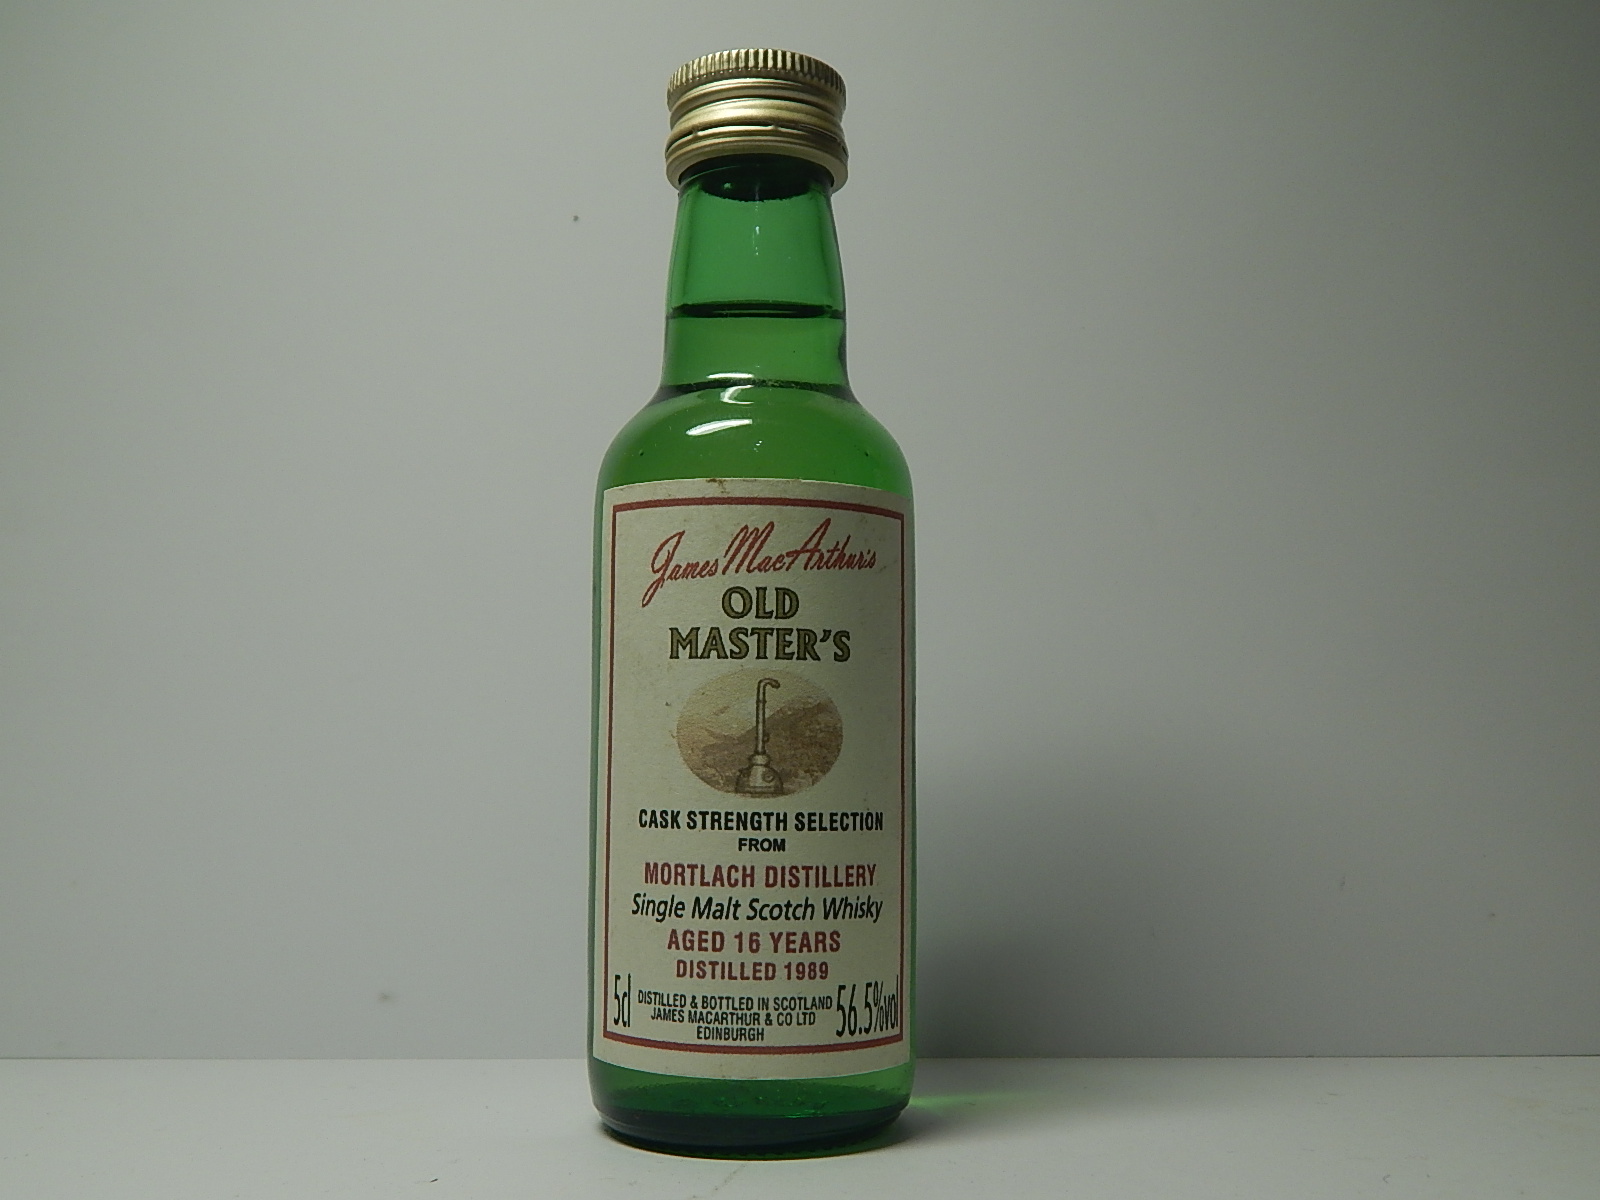 James MacArthur's
OLD
MASTER'S
CASK STRENGTH SELECTION
FROM
MORTLACH DISTILLERY
Single Malt Scotch Whisky
AGED 16 YEARS
DISTILLED 1989
5cl
DISTILLED & BOTTLED IN SCOTLAND
JAMES MACARTHUR & CO LTD
EDINBURGH
56.5%vol